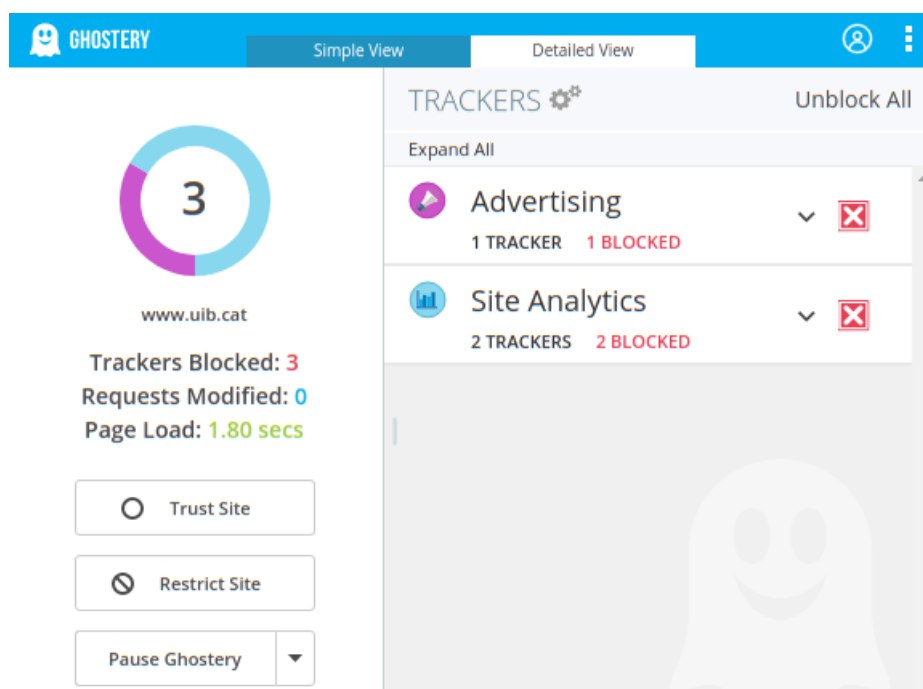 GHOSTERY
Simple View
Detailed View
3
www.uib.cat
Trackers Blocked: 3
Requests Modified: 0
Page Load: 1.80 secs
Trust Site
Restrict Site
Pause Ghostery
TRACKERS
Unblock All
Expand All
Advertising
1 TRACKER 1 BLOCKED
Site Analytics
2 TRACKERS 2 BLOCKED